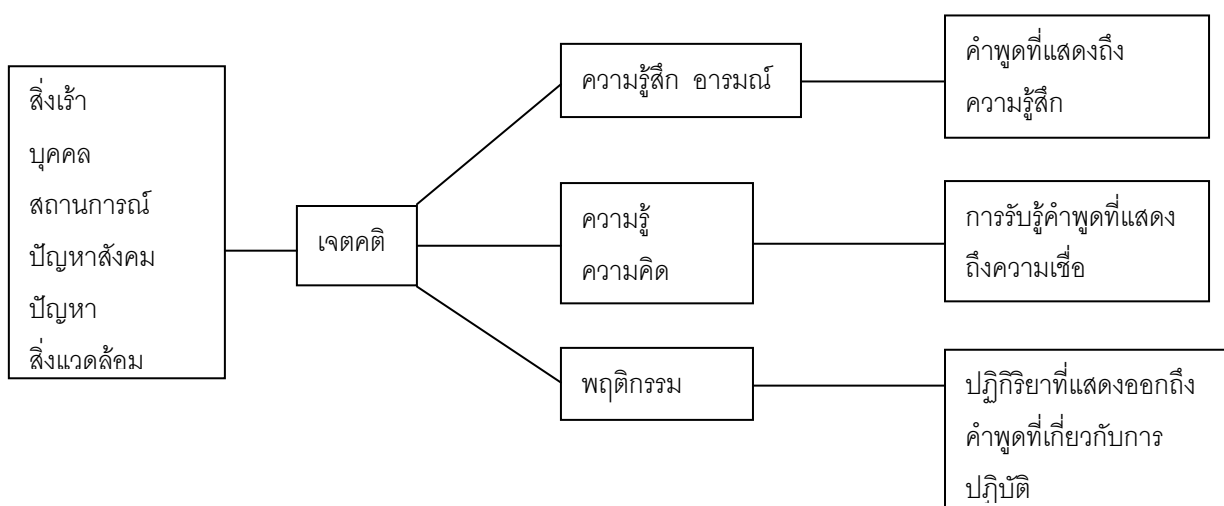 สิ่งเร้า
บุคคล
สถานการณ์
ปัญหาสังคม
ปัญหา
สิ่งแวดล้อม
เจตคติ
ความรู้สึก อารมณ์
คำพูดที่แสดงถึง
ความรู้สึก
ความรู้
ความคิด
การรับรู้คำพูดที่แสดง
ถึงความเชื่อ
พฤติกรรม
ปฏิกิริยาที่แสดงออกถึง
คำพูดที่เกี่ยวกับการ
ปฏิบัติ